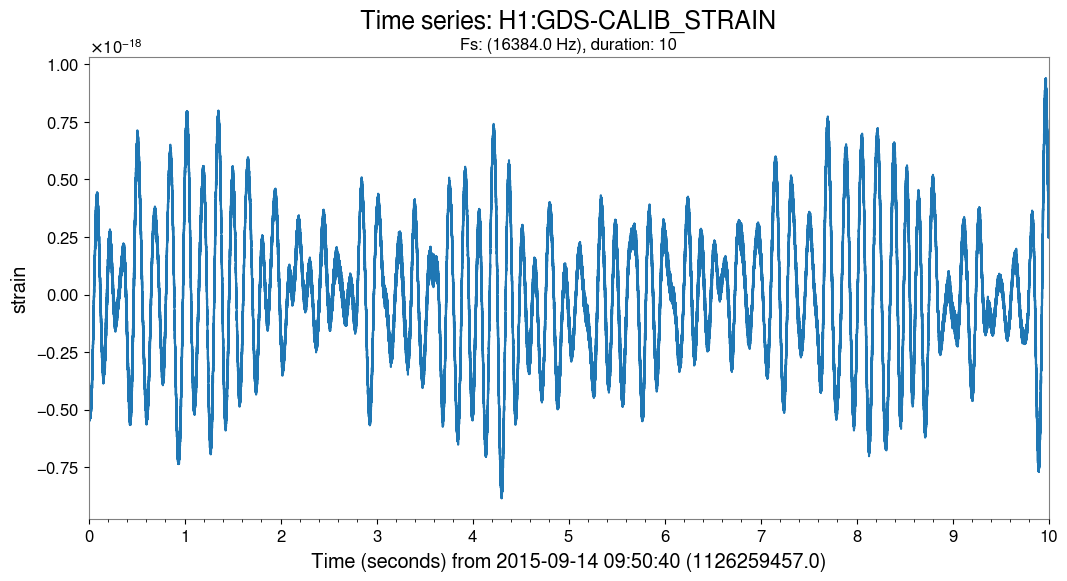 Time series: H1:GDS-CALIB_STRAIN
Fs: (16384.0 Hz), duration: 10
×10⁻¹⁸
1.00
0.75
0.50
0.25
0.00
−0.25
−0.50
−0.75
strain
0 1 2 3 4 5 6 7 8 9 10
Time (seconds) from 2015-09-14 09:50:40 (1126259457.0)